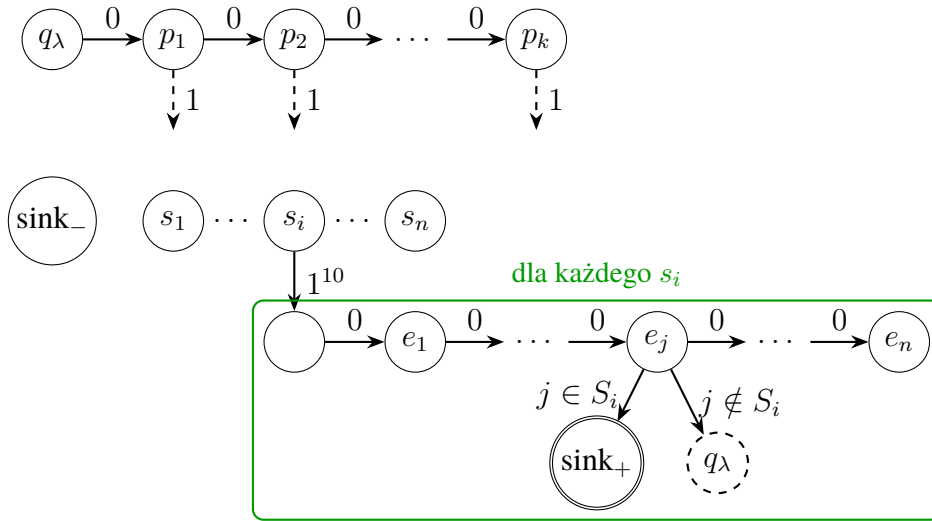 0 0 0 0
q_λ p_1 p_2 ··· p_k
1 1 1
sink_− s_1 ··· s_i ··· s_n
1^{10}
dla każdego s_i
0 0 0 0 0
e_1 ··· e_j ··· e_n
j ∈ S_i j ∉ S_i
sink_+ q_λ